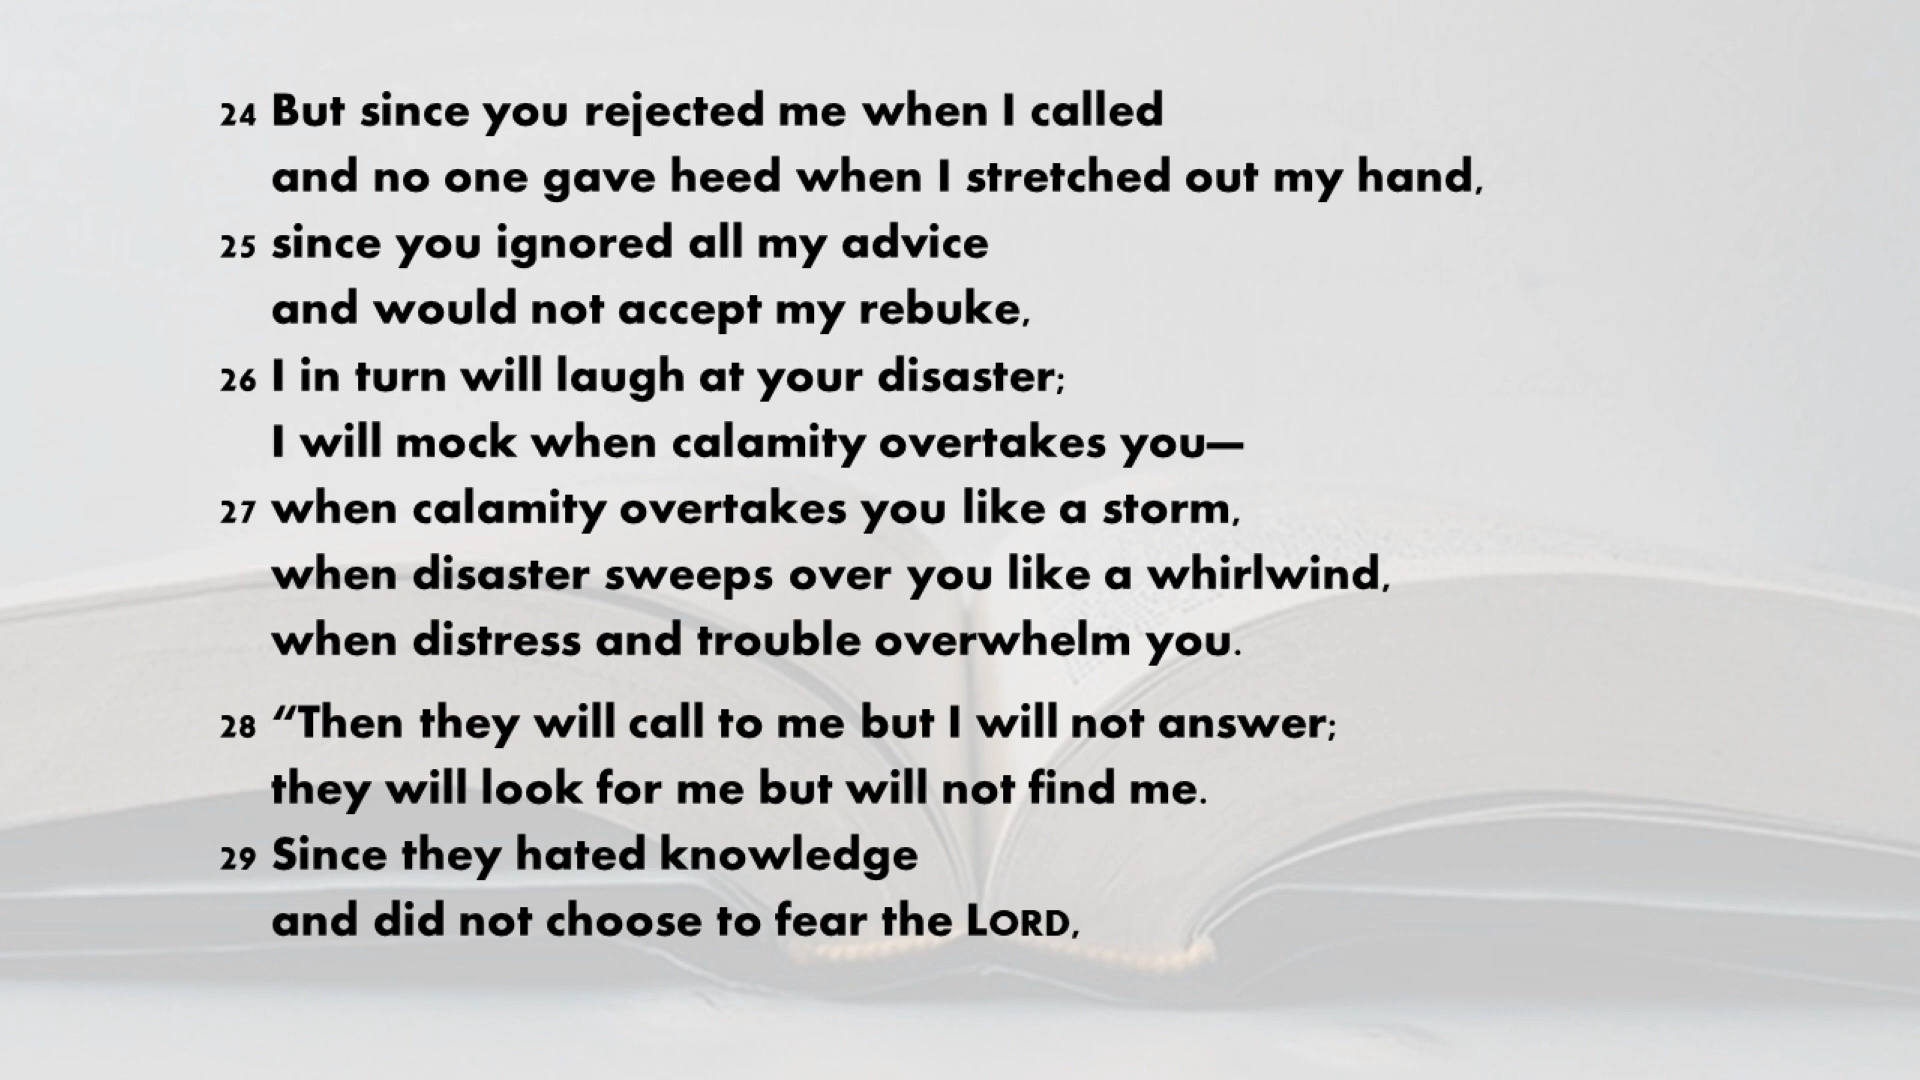 24 But since you rejected me when I called
and no one gave heed when I stretched out my hand,
25 since you ignored all my advice
and would not accept my rebuke,
26 I in turn will laugh at your disaster;
I will mock when calamity overtakes you—
27 when calamity overtakes you like a storm,
when disaster sweeps over you like a whirlwind,
when distress and trouble overwhelm you.
28 “Then they will call to me but I will not answer;
they will look for me but will not find me.
29 Since they hated knowledge
and did not choose to fear the LORD,